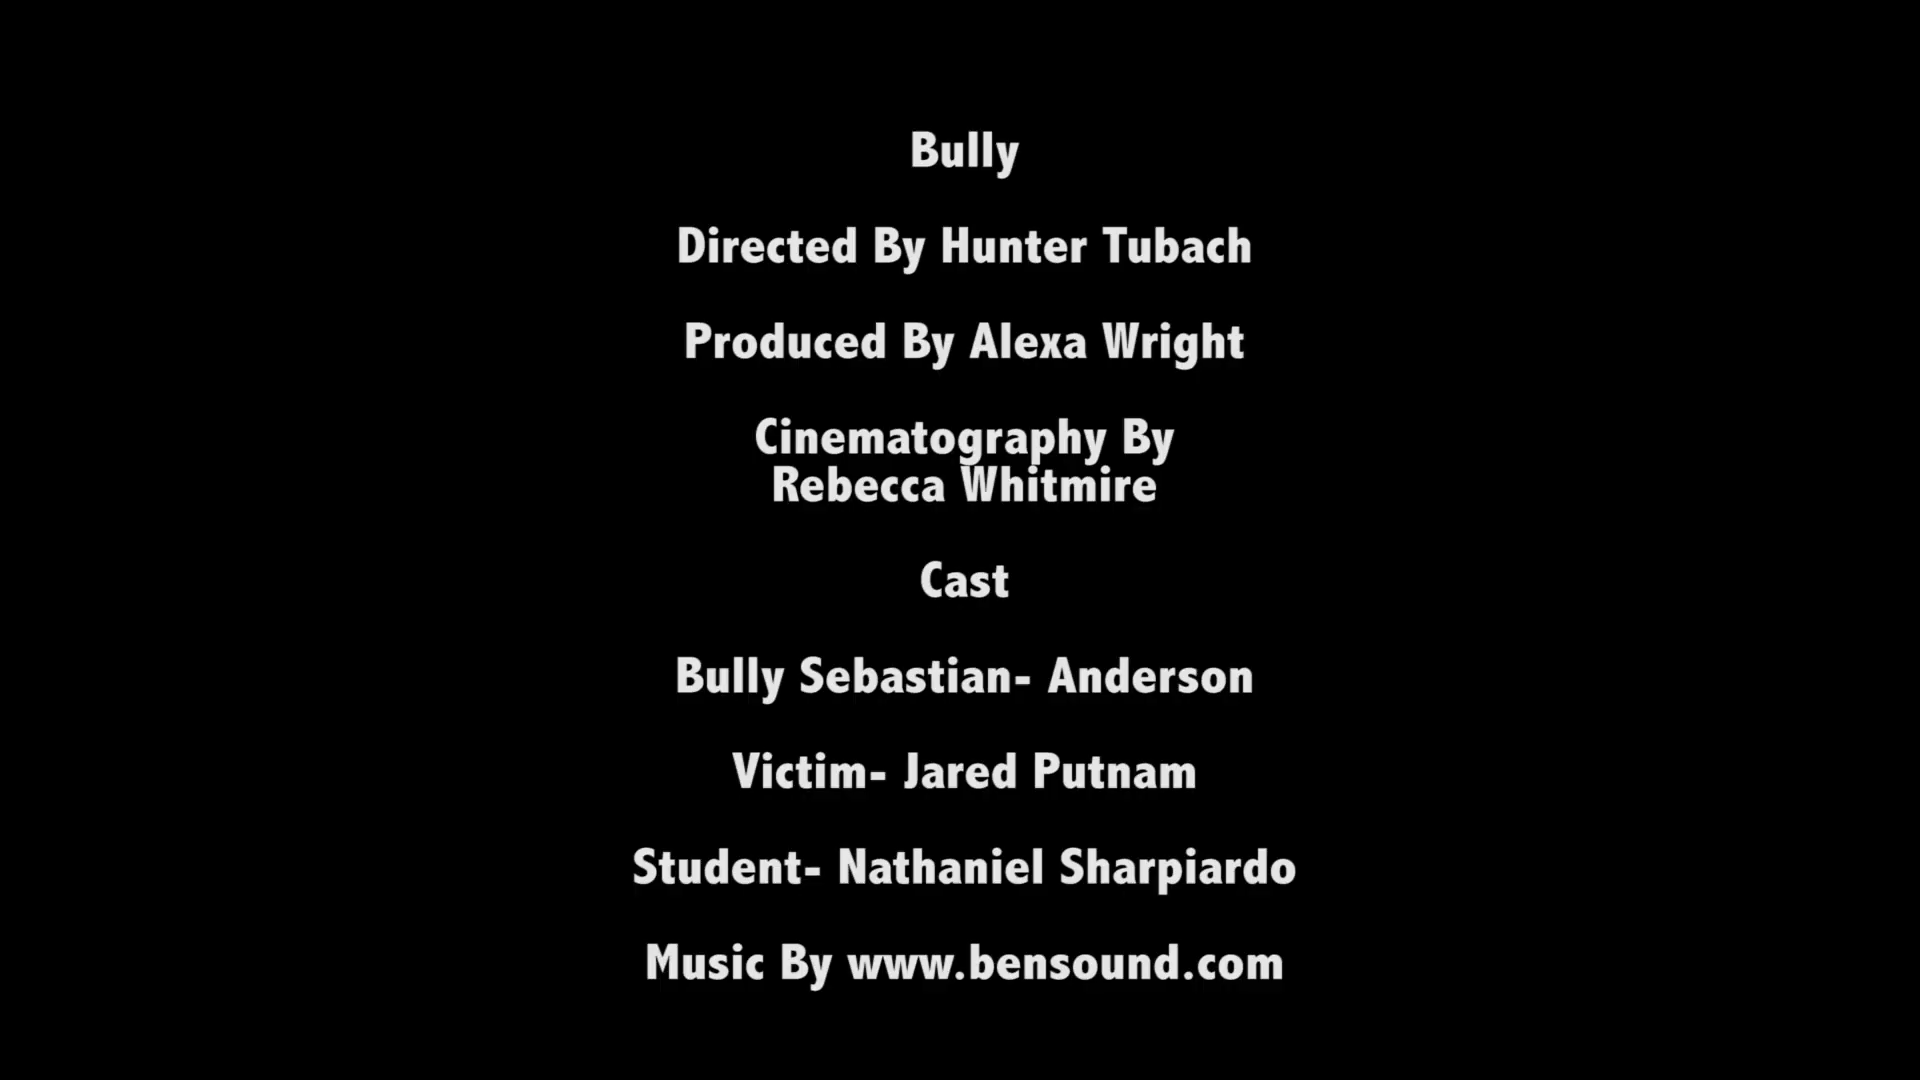 Bully
Directed By Hunter Tubach
Produced By Alexa Wright
Cinematography By
Rebecca Whitmire
Cast
Bully Sebastian- Anderson
Victim- Jared Putnam
Student- Nathaniel Sharpiardo
Music By www.bensound.com